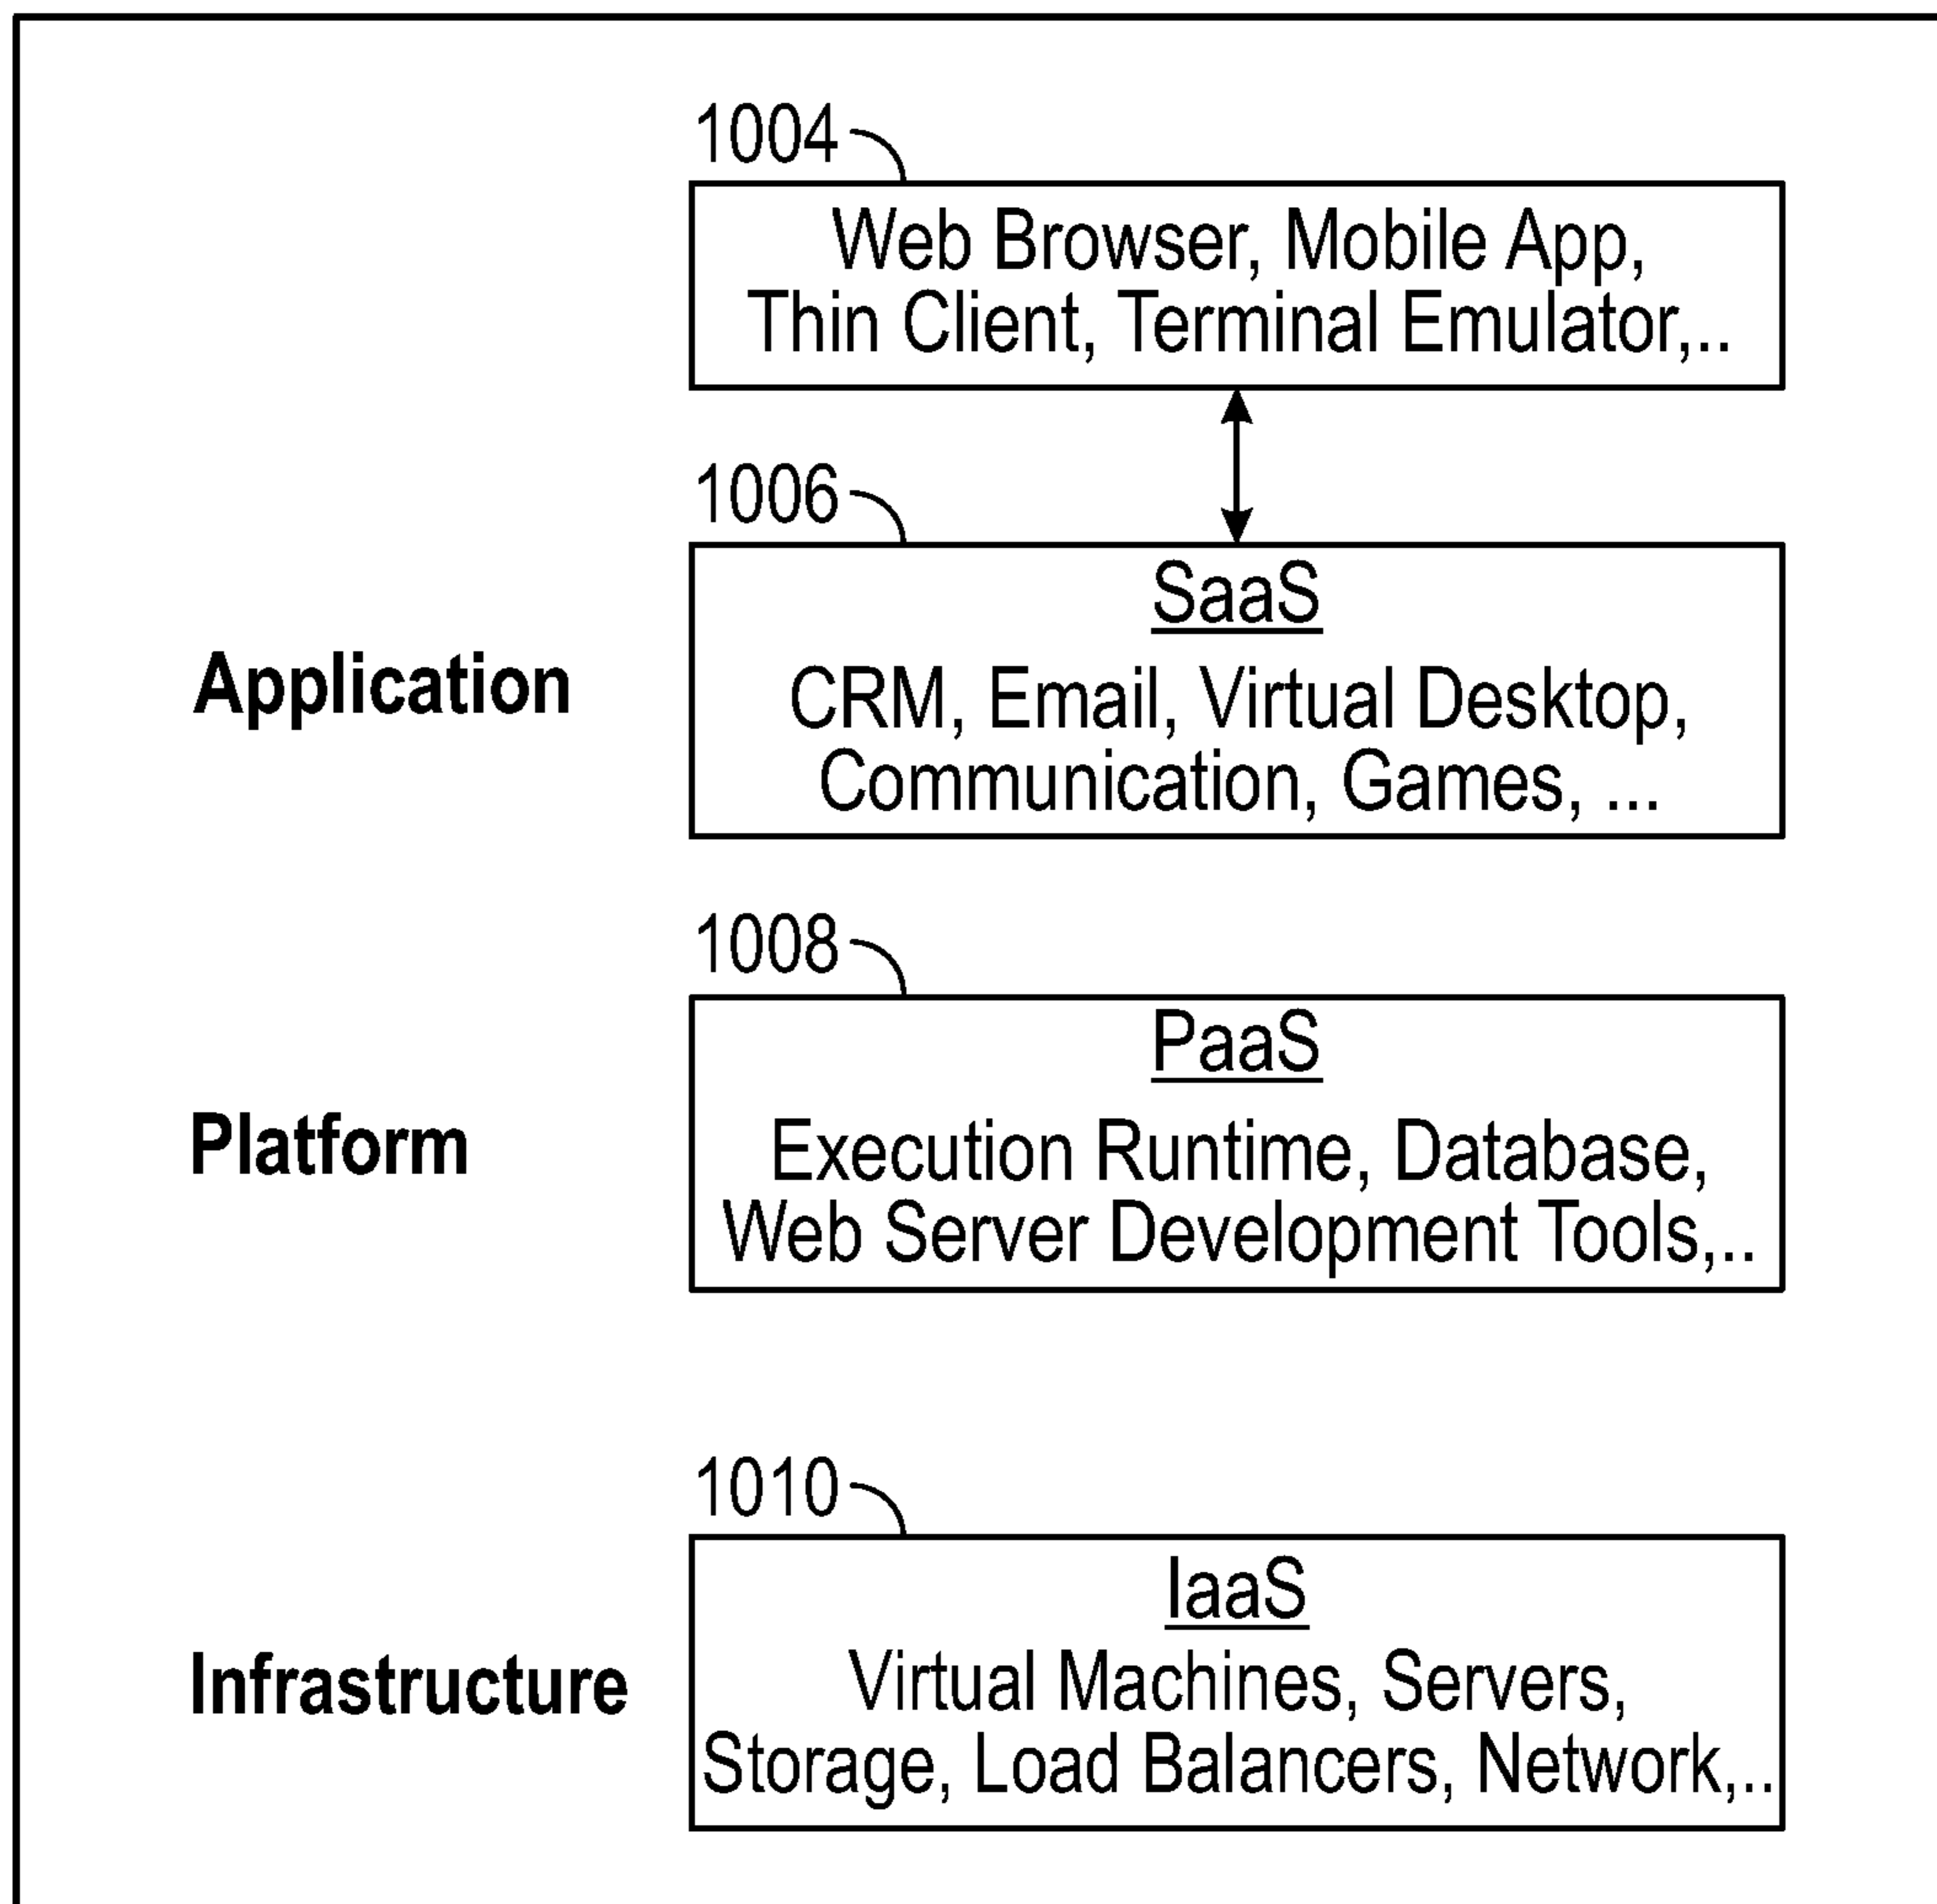 1004
Web Browser, Mobile App,
Thin Client, Terminal Emulator,..
1006
SaaS
Application
CRM, Email, Virtual Desktop,
Communication, Games, ...
1008
PaaS
Platform
Execution Runtime, Database,
Web Server Development Tools,..
1010
IaaS
Infrastructure
Virtual Machines, Servers,
Storage, Load Balancers, Network,..